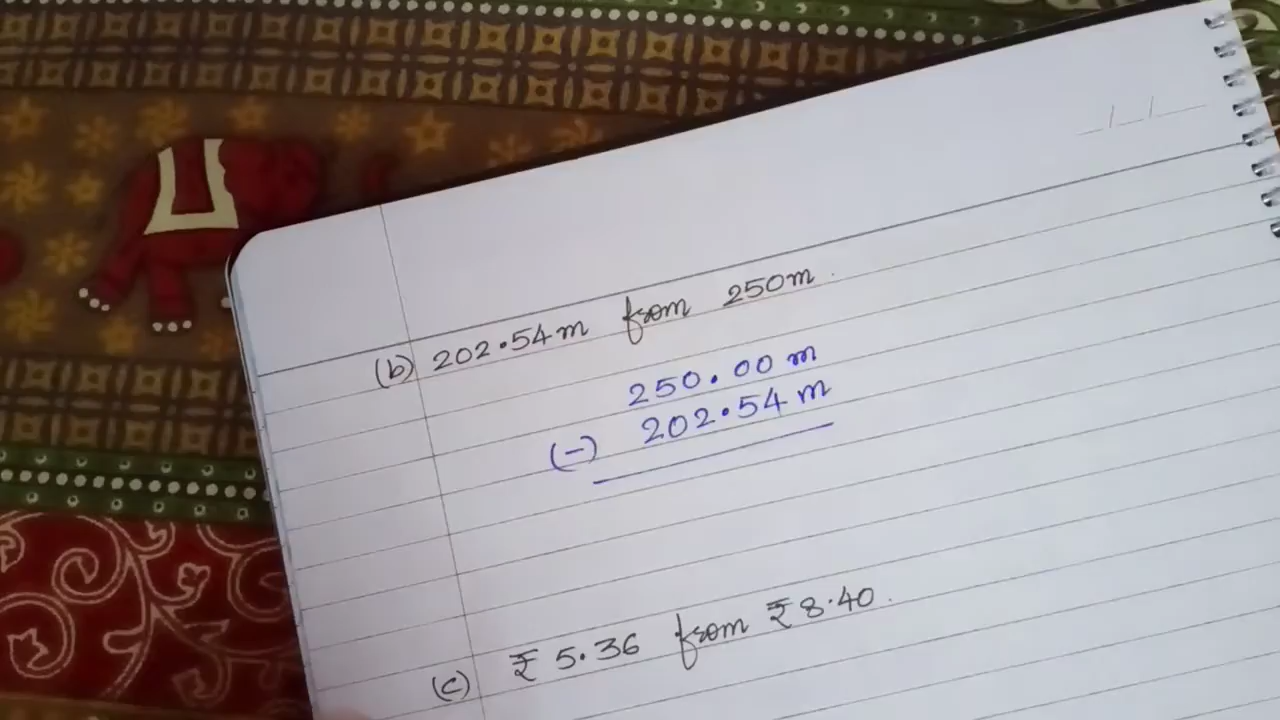 (b) 202.54m from 250m.
250.00 m
(-) 202.54 m
(c) ₹ 5.36 from ₹ 8.40.